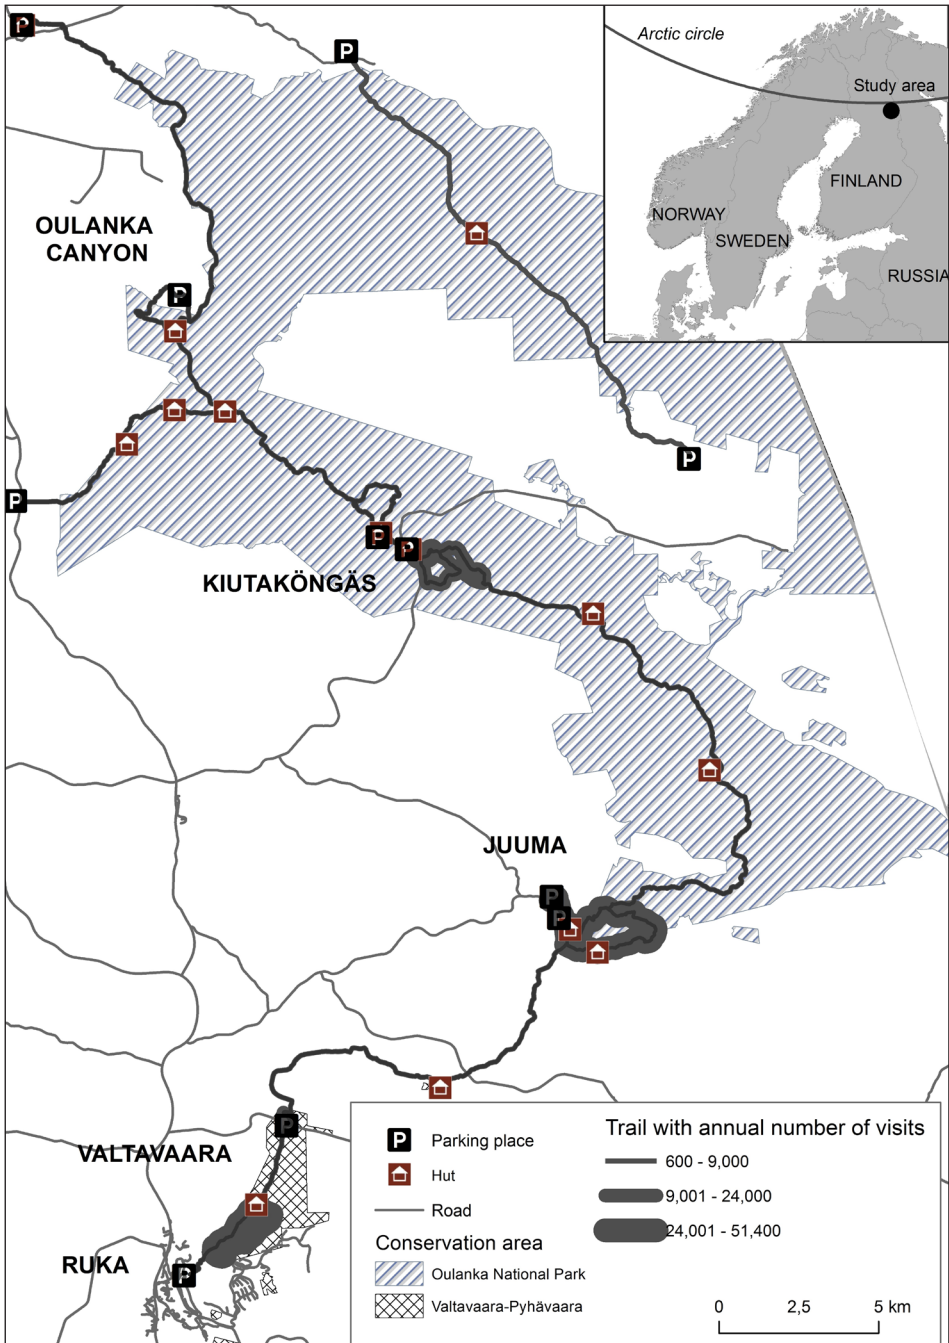 P
P
Arctic circle
Study area
FINLAND
NORWAY
SWEDEN
RUSSIA
OULANKA
CANYON
P
P
P
P
P
KIUTAKÖNGÄS
JUUMA
P
P
P
VALTAVAARA
RUKA
P
P Parking place
Hut
Road
Conservation area
Oulanka National Park
Valtavaara-Pyhävaara
Trail with annual number of visits
600 - 9,000
9,001 - 24,000
24,001 - 51,400
0 2,5 5 km